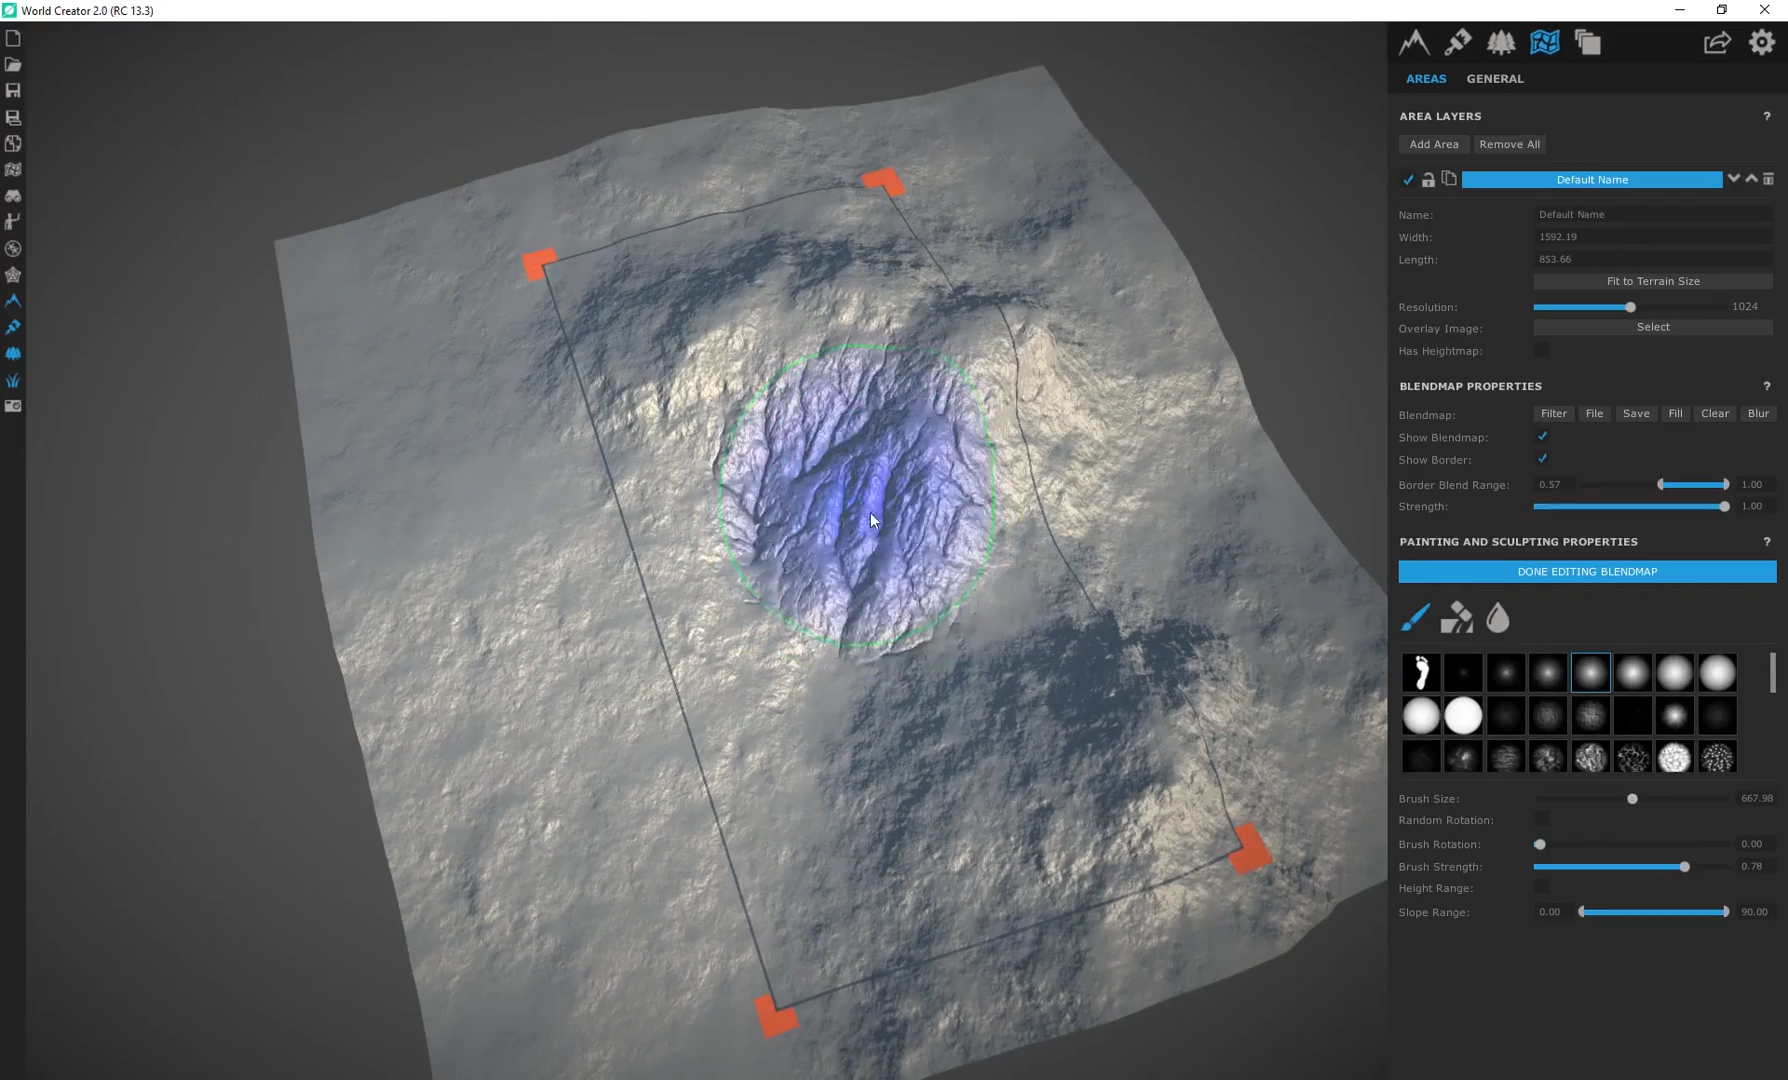 World Creator 2.0 (RC 13.3)
AREAS GENERAL
AREA LAYERS ?
Add Area Remove All
Default Name
Name: Default Name
Width: 1592.19
Length: 853.66
Fit to Terrain Size
Resolution: 1024
Overlay Image: Select
Has Heightmap:
BLENDMAP PROPERTIES ?
Blendmap: Filter File Save Fill Clear Blur
Show Blendmap:
Show Border:
Border Blend Range: 0.57 1.00
Strength: 1.00
PAINTING AND SCULPTING PROPERTIES ?
DONE EDITING BLENDMAP
Brush Size: 667.98
Random Rotation:
Brush Rotation: 0.00
Brush Strength: 0.78
Height Range:
Slope Range: 0.00 90.00